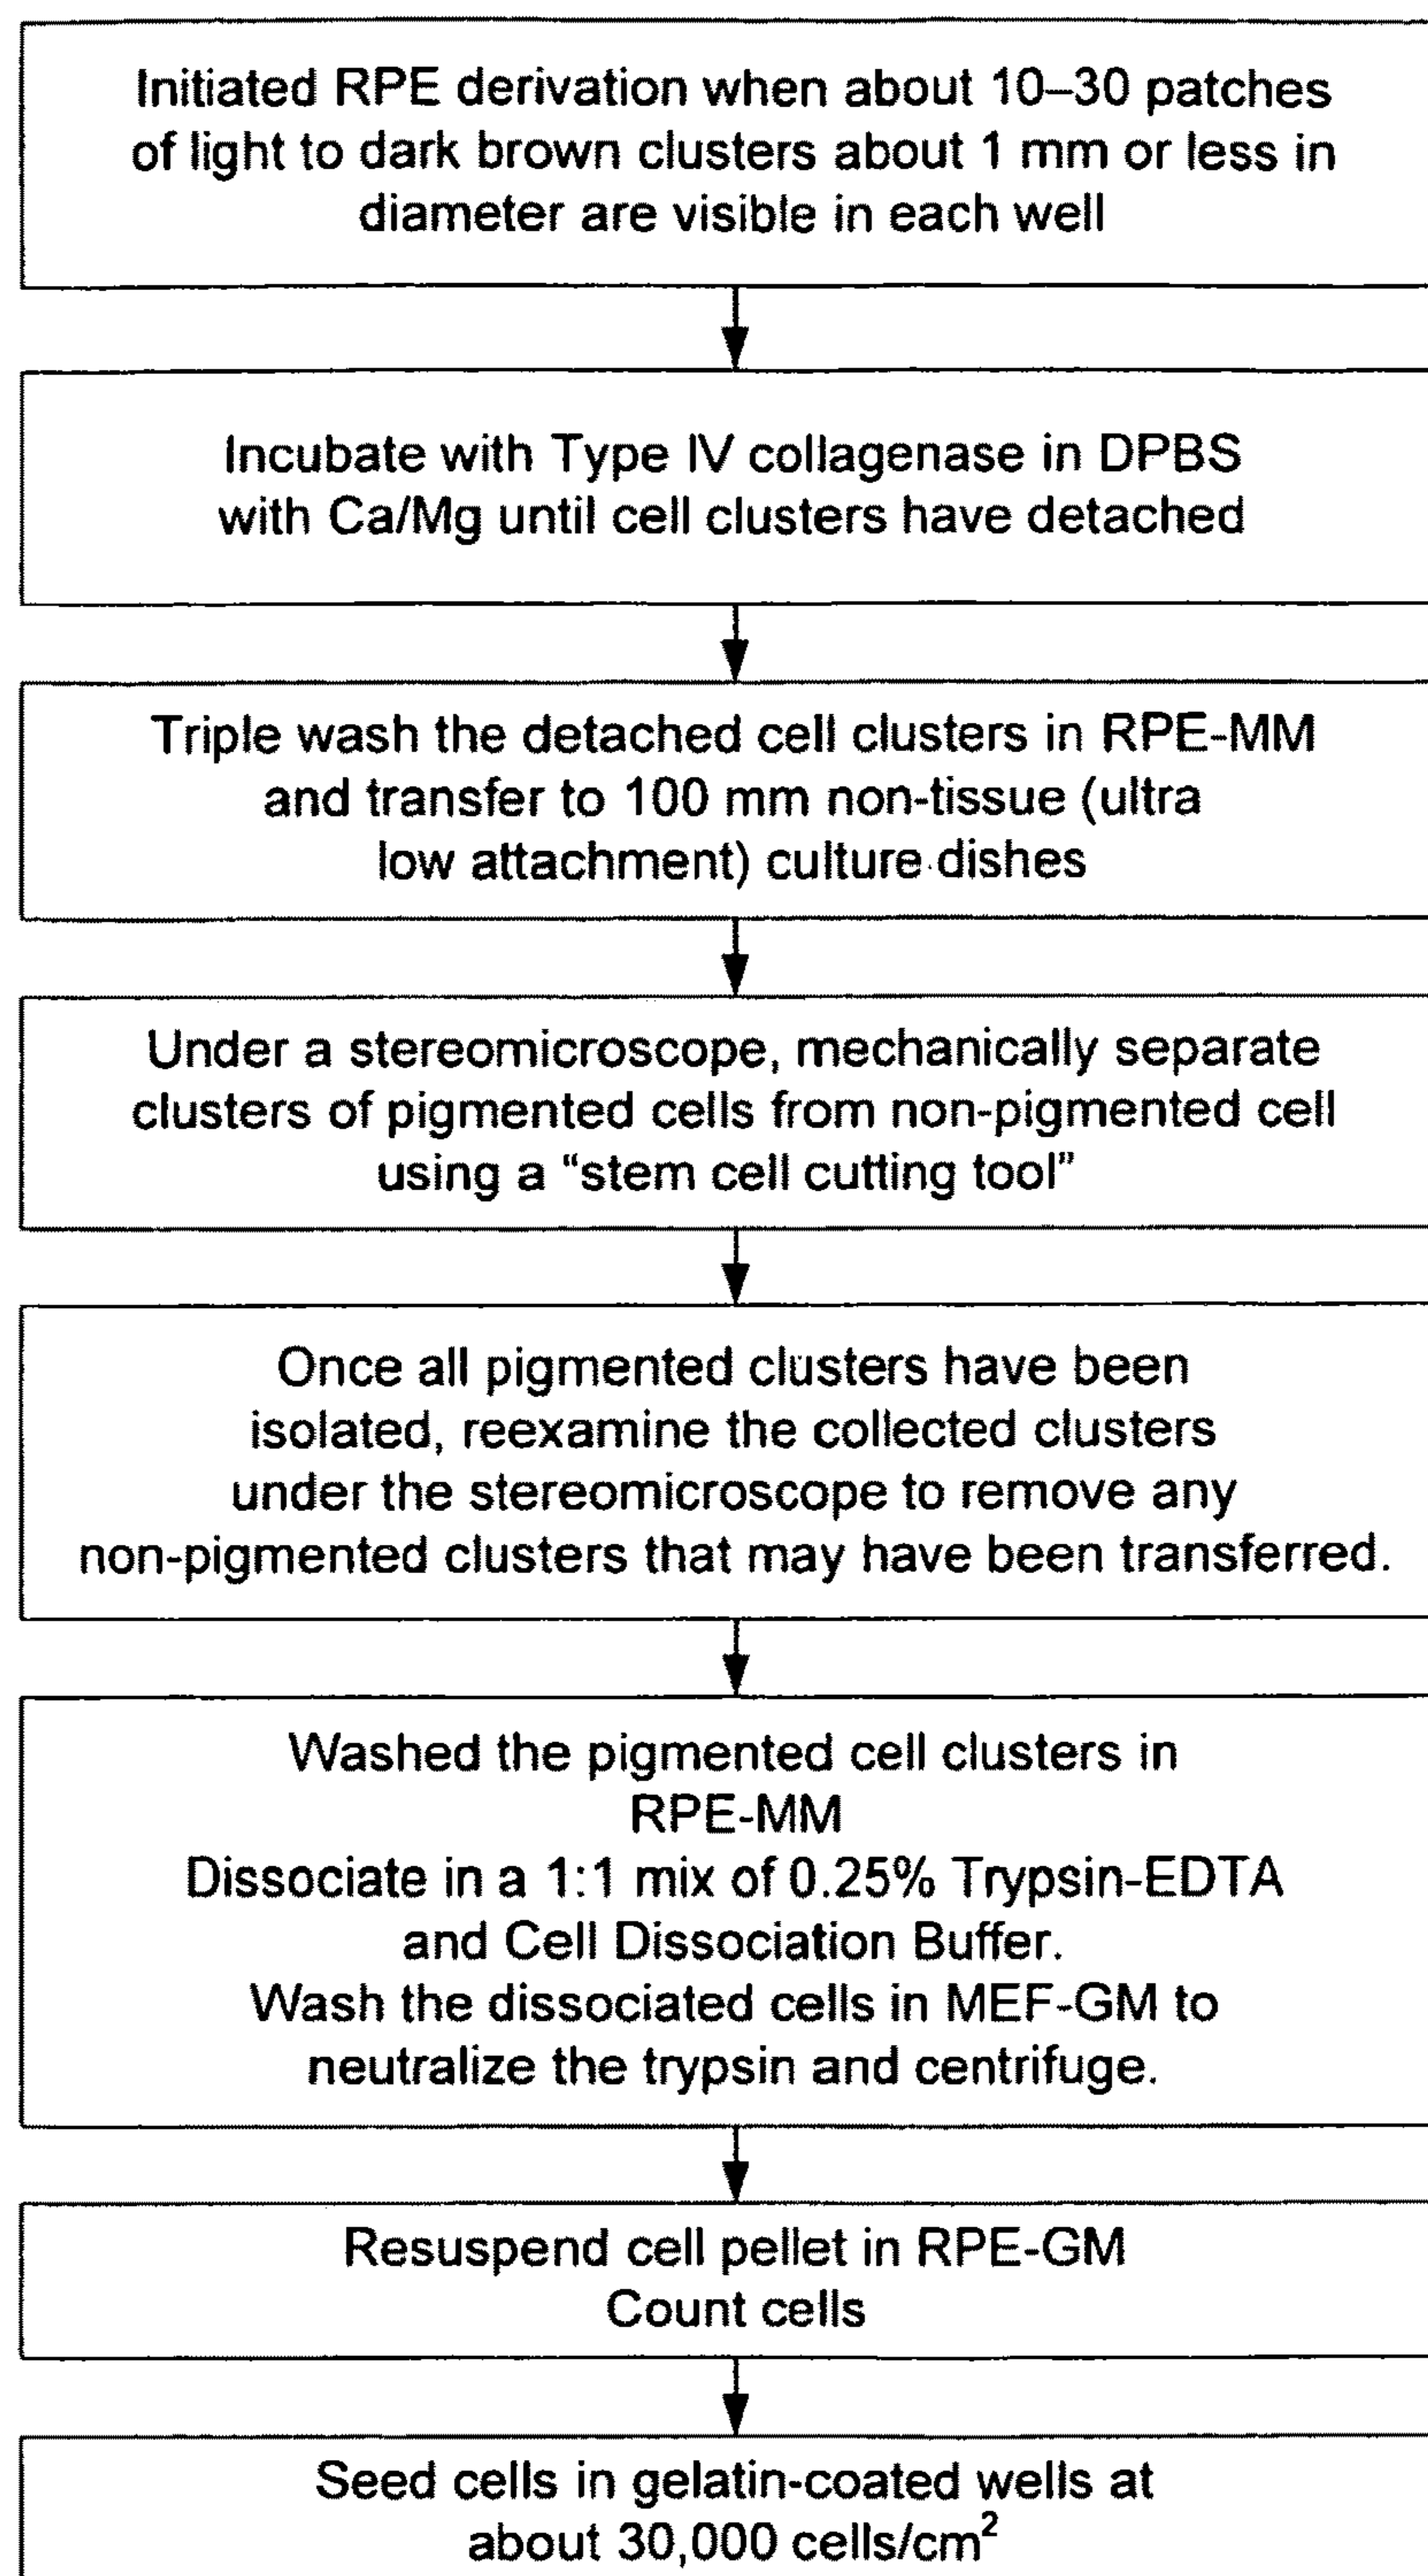 Initiated RPE derivation when about 10–30 patches
of light to dark brown clusters about 1 mm or less in
diameter are visible in each well
Incubate with Type IV collagenase in DPBS
with Ca/Mg until cell clusters have detached
Triple wash the detached cell clusters in RPE-MM
and transfer to 100 mm non-tissue (ultra
low attachment) culture dishes
Under a stereomicroscope, mechanically separate
clusters of pigmented cells from non-pigmented cell
using a “stem cell cutting tool”
Once all pigmented clusters have been
isolated, reexamine the collected clusters
under the stereomicroscope to remove any
non-pigmented clusters that may have been transferred.
Washed the pigmented cell clusters in
RPE-MM
Dissociate in a 1:1 mix of 0.25% Trypsin-EDTA
and Cell Dissociation Buffer.
Wash the dissociated cells in MEF-GM to
neutralize the trypsin and centrifuge.
Resuspend cell pellet in RPE-GM
Count cells
Seed cells in gelatin-coated wells at
about 30,000 cells/cm²